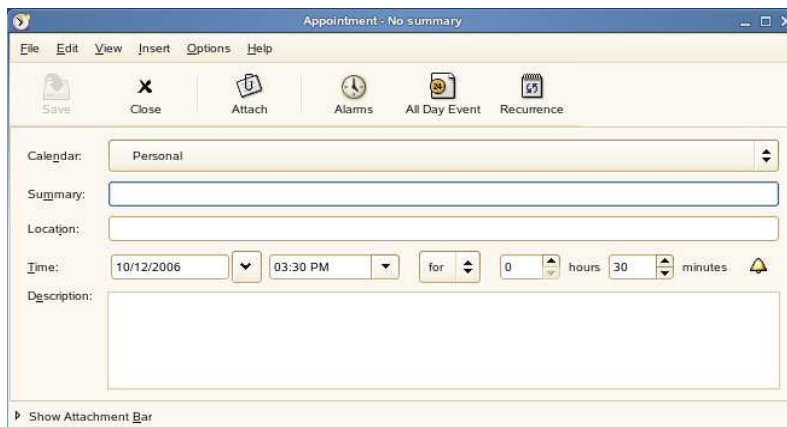 Appointment - No summary
File Edit View Insert Options Help
Save Close Attach Alarms All Day Event Recurrence
Calendar: Personal
Summary:
Location:
Time: 10/12/2006 03:30 PM for 0 hours 30 minutes
Description:
Show Attachment Bar